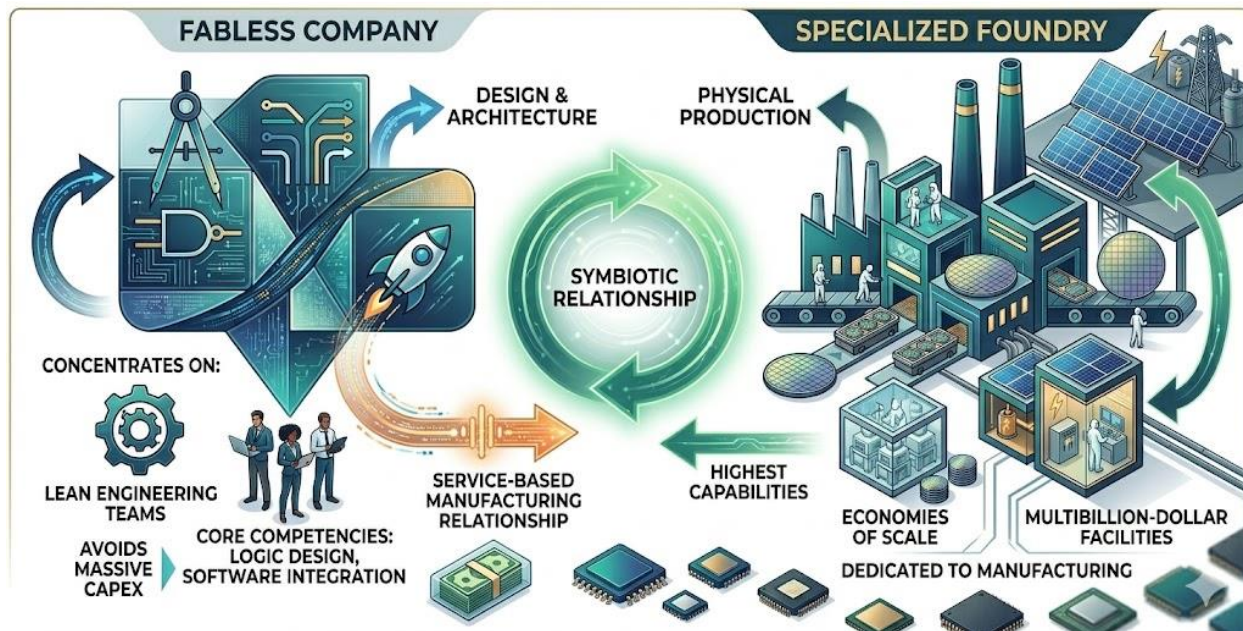 FABLESS COMPANY
DESIGN &
ARCHITECTURE
CONCENTRATES ON:
LEAN ENGINEERING
TEAMS
AVOIDS
MASSIVE
CAPEX
CORE COMPETENCIES:
LOGIC DESIGN,
SOFTWARE INTEGRATION
SYMBIOTIC
RELATIONSHIP
SERVICE-BASED
MANUFACTURING
RELATIONSHIP
SPECIALIZED FOUNDRY
PHYSICAL
PRODUCTION
HIGHEST
CAPABILITIES
ECONOMIES
OF SCALE
MULTIBILLION-DOLLAR
FACILITIES
DEDICATED TO MANUFACTURING